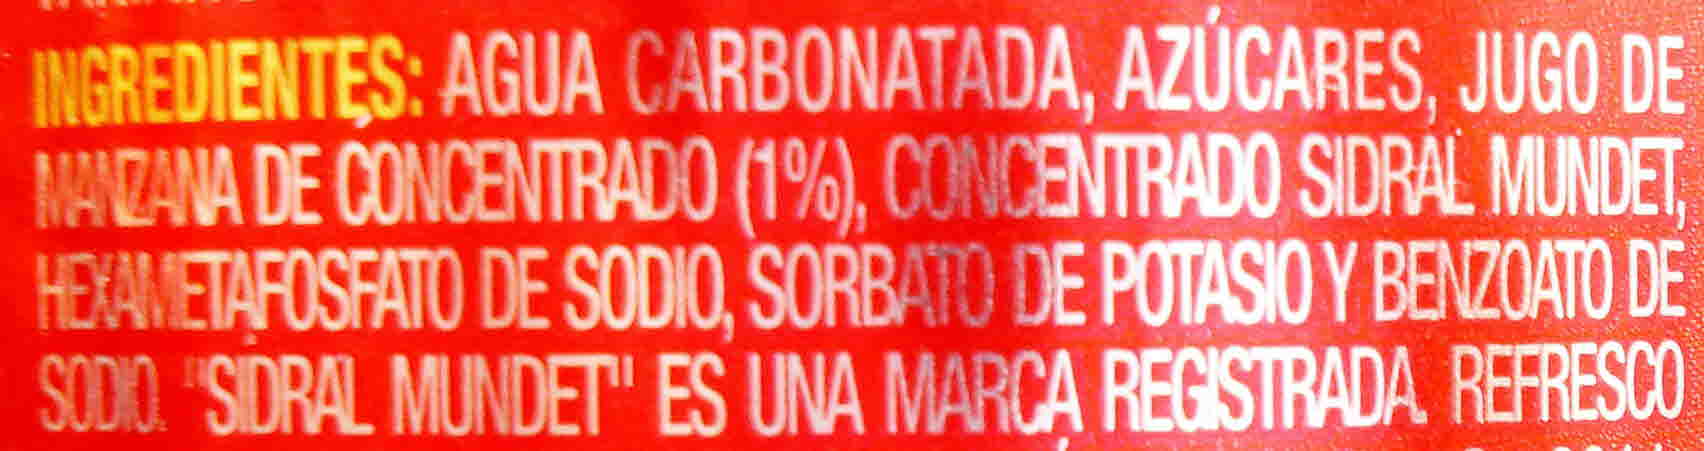 INGREDIENTES: AGUA CARBONATADA, AZÚCARES, JUGO DE
MANZANA DE CONCENTRADO (1%), CONCENTRADO SIDRAL MUNDET,
HEXAMETAFOSFATO DE SODIO, SORBATO DE POTASIO Y BENZOATO DE
SODIO. "SIDRAL MUNDET" ES UNA MARCA REGISTRADA. REFRESCO